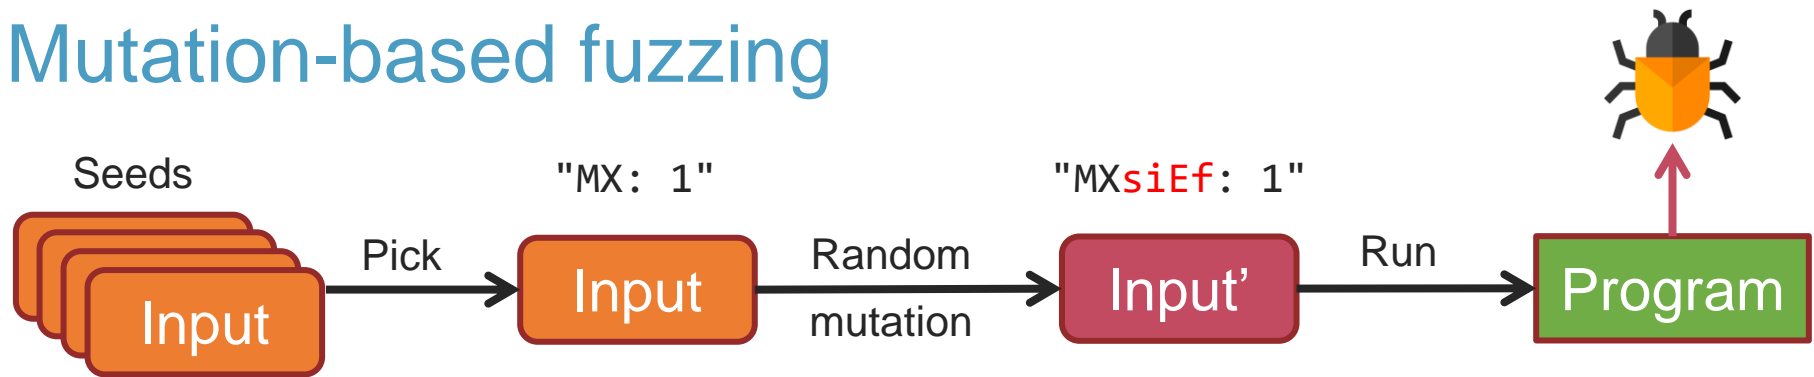 Mutation-based fuzzing
Seeds
Input
Pick
"MX: 1"
Input
Random
mutation
"MXsiEf: 1"
Input’
Run
Program